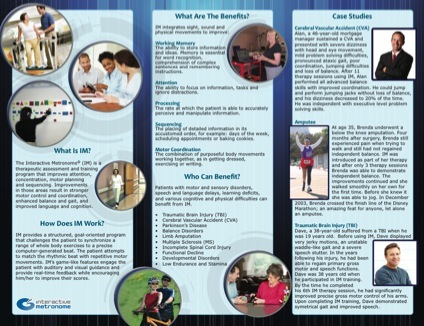 What Is IM?
The Interactive Metronome® (IM) is a
therapeutic assessment and training
program that improves attention,
concentration, motor planning
and sequencing. Improvements
in those areas result in stronger
motor control and coordination,
enhanced balance and gait, and
improved language and cognition.
How Does IM Work?
IM provides a structured, goal-oriented program
that challenges the patient to synchronize a
range of whole body exercises to a precise
computer-generated beat. The patient attempts
to match the rhythmic beat with repetitive motor
movements. IM's game-like features engage the
patient with auditory and visual guidance and
provide real-time feedback while encouraging
him/her to improve their scores.
interactive
metronome
What Are The Benefits?
IM integrates sight, sound and
physical movements to improve:
Working Memory
The ability to store information
and ideas. Memory is essential
for word recognition,
comprehension of complex
sentences and remembering
instructions.
Attention
The ability to focus on information, tasks and
ignore distractions.
Processing
The rate at which the patient is able to accurately
perceive and manipulate information.
Sequencing
The placing of detailed information in its
accustomed order, for example: days of the week,
scheduling appointments or baking cookies.
Motor Coordination
The combination of purposeful body movements
working together, as in getting dressed,
exercising or writing.
Who Can Benefit?
Patients with motor and sensory disorders,
speech and language delays, learning deficits,
and various cognitive and physical difficulties can
benefit from IM.
• Traumatic Brain Injury (TBI)
• Cerebral Vascular Accident (CVA)
• Parkinson's Disease
• Balance Disorders
• Limb Amputation
• Multiple Sclerosis (MS)
• Incomplete Spinal Cord Injury
• Functional Decline
• Developmental Disorders
• Low Endurance and Stamina
Case Studies
Cerebral Vascular Accident (CVA)
Alan, a 46-year-old mortgage
manager sustained a CVA and
presented with severe dizziness
with head and eye movement,
mild problem solving difficulties,
pronounced ataxic gait, poor
coordination, jumping difficulties
and loss of balance. After 11
therapy sessions using IM, Alan
performed all advanced balance
skills with improved coordination. He could jump
and perform jumping jacks without loss of balance,
and his dizziness decreased to 20% of the time.
He was independent with executive level problem
solving skills.
Amputee
At age 35, Brenda underwent a
below the knee amputation. Four
months after surgery, Brenda still
experienced pain when trying to
walk and still had not regained
independent balance. IM was
introduced as part of her therapy
and after only 3 therapy sessions
Brenda was able to demonstrate
independent balance. The
improvements continued and she
walked smoothly on her own for
the first time. Before she knew it
she was able to jog. In December
2003, Brenda crossed the finish line of the Disney
Marathon; an amazing feat for anyone, let alone
an amputee.
Traumatic Brain Injury (TBI)
Dave, a 38-year-old suffered from a TBI when he
was 19 years old. Before using IM, Dave displayed
very jerky motions, an unstable
waddle-like gait and a severe
speech stutter. In the years
following his injury, he had been
able to regain primary gross
motor and speech functions.
Dave was 38 years old when
he participated in IM training.
By the time he completed
his 6th IM therapy session, he had significantly
improved precise gross motor control of his arms.
Upon completing IM training, Dave demonstrated
symetrical gait and improved speech.